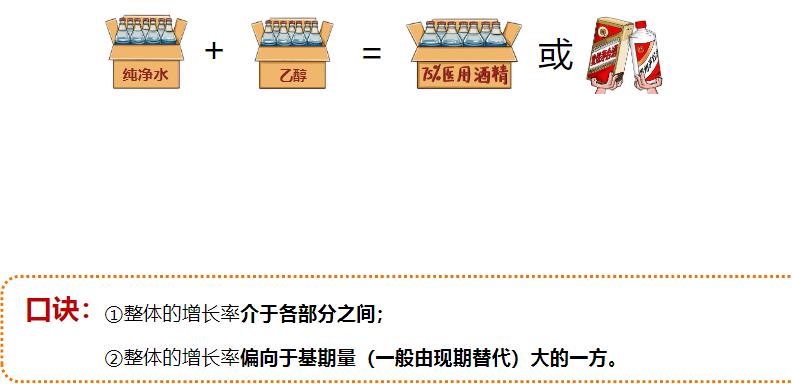 纯净水 + 乙醇 = 75%医用酒精 或
口诀：①整体的增长率介于各部分之间；
②整体的增长率偏向于基期量（一般由现期替代）大的一方。